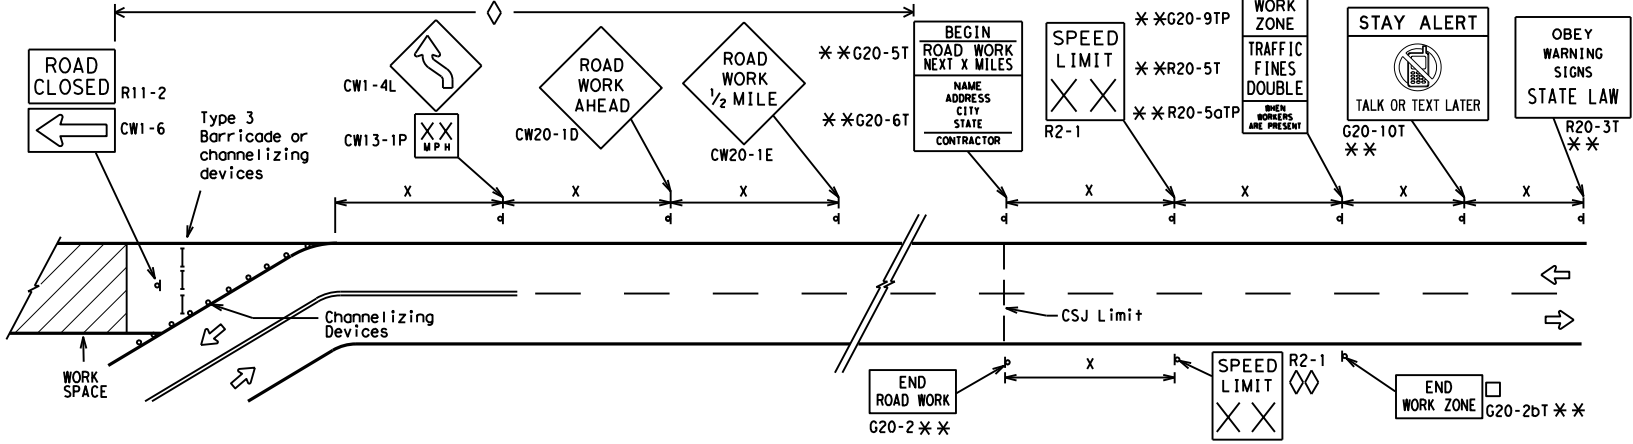 ROAD
CLOSED
R11-2
CW1-6
Type 3
Barricade or
channelizing
devices
CW1-4L
CW13-1P
XX
MPH
ROAD
WORK
AHEAD
CW20-1D
ROAD
WORK
1/2 MILE
CW20-1E
**G20-5T
**G20-6T
BEGIN
ROAD WORK
NEXT X MILES
NAME
ADDRESS
CITY
STATE
CONTRACTOR
SPEED
LIMIT
XX
R2-1
**G20-9TP
**R20-5T
**R20-5aTP
WORK
ZONE
TRAFFIC
FINES
DOUBLE
WHEN
WORKERS
ARE PRESENT
STAY ALERT
TALK OR TEXT LATER
G20-10T
**
OBEY
WARNING
SIGNS
STATE LAW
R20-3T
**
X
X
X
X
X
X
X
Channelizing
Devices
CSJ Limit
WORK
SPACE
END
ROAD WORK
G20-2 **
X
SPEED
LIMIT
XX
R2-1
END
WORK ZONE
G20-2bT **